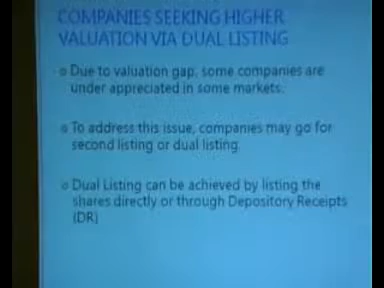 COMPANIES SEEKING HIGHER
VALUATION VIA DUAL LISTING
Due to valuation gap, some companies are
under appreciated in some markets.
To address this issue, companies may go for
second listing or dual listing.
Dual Listing can be achieved by listing the
shares directly or through Depository Receipts
(DR)